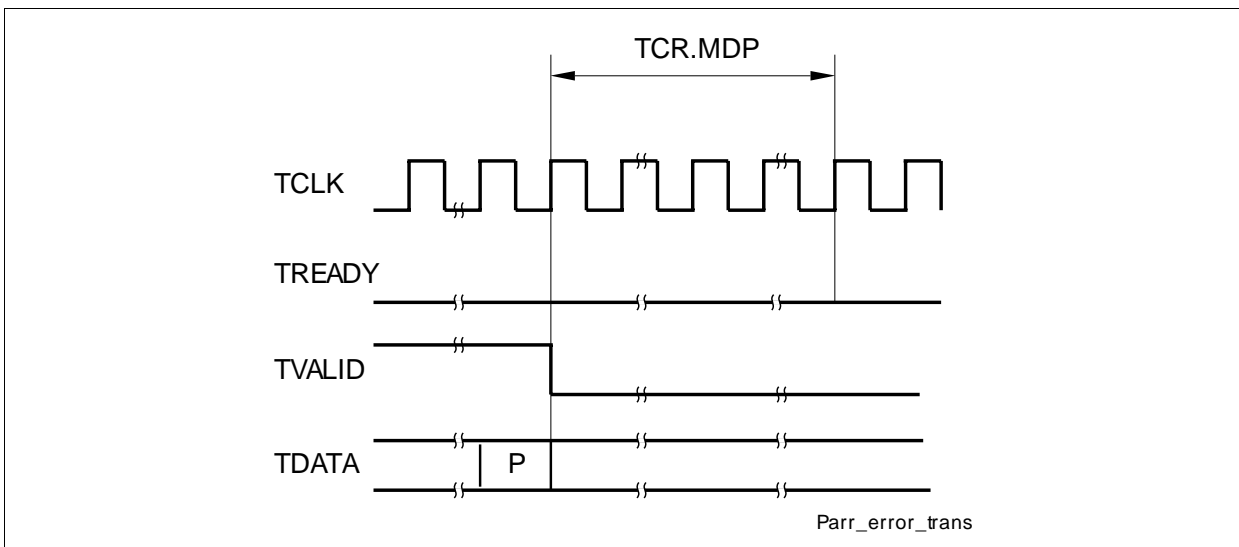 TCR.MDP
TCLK
TREADY
TVALID
TDATA P
Parr_error_trans